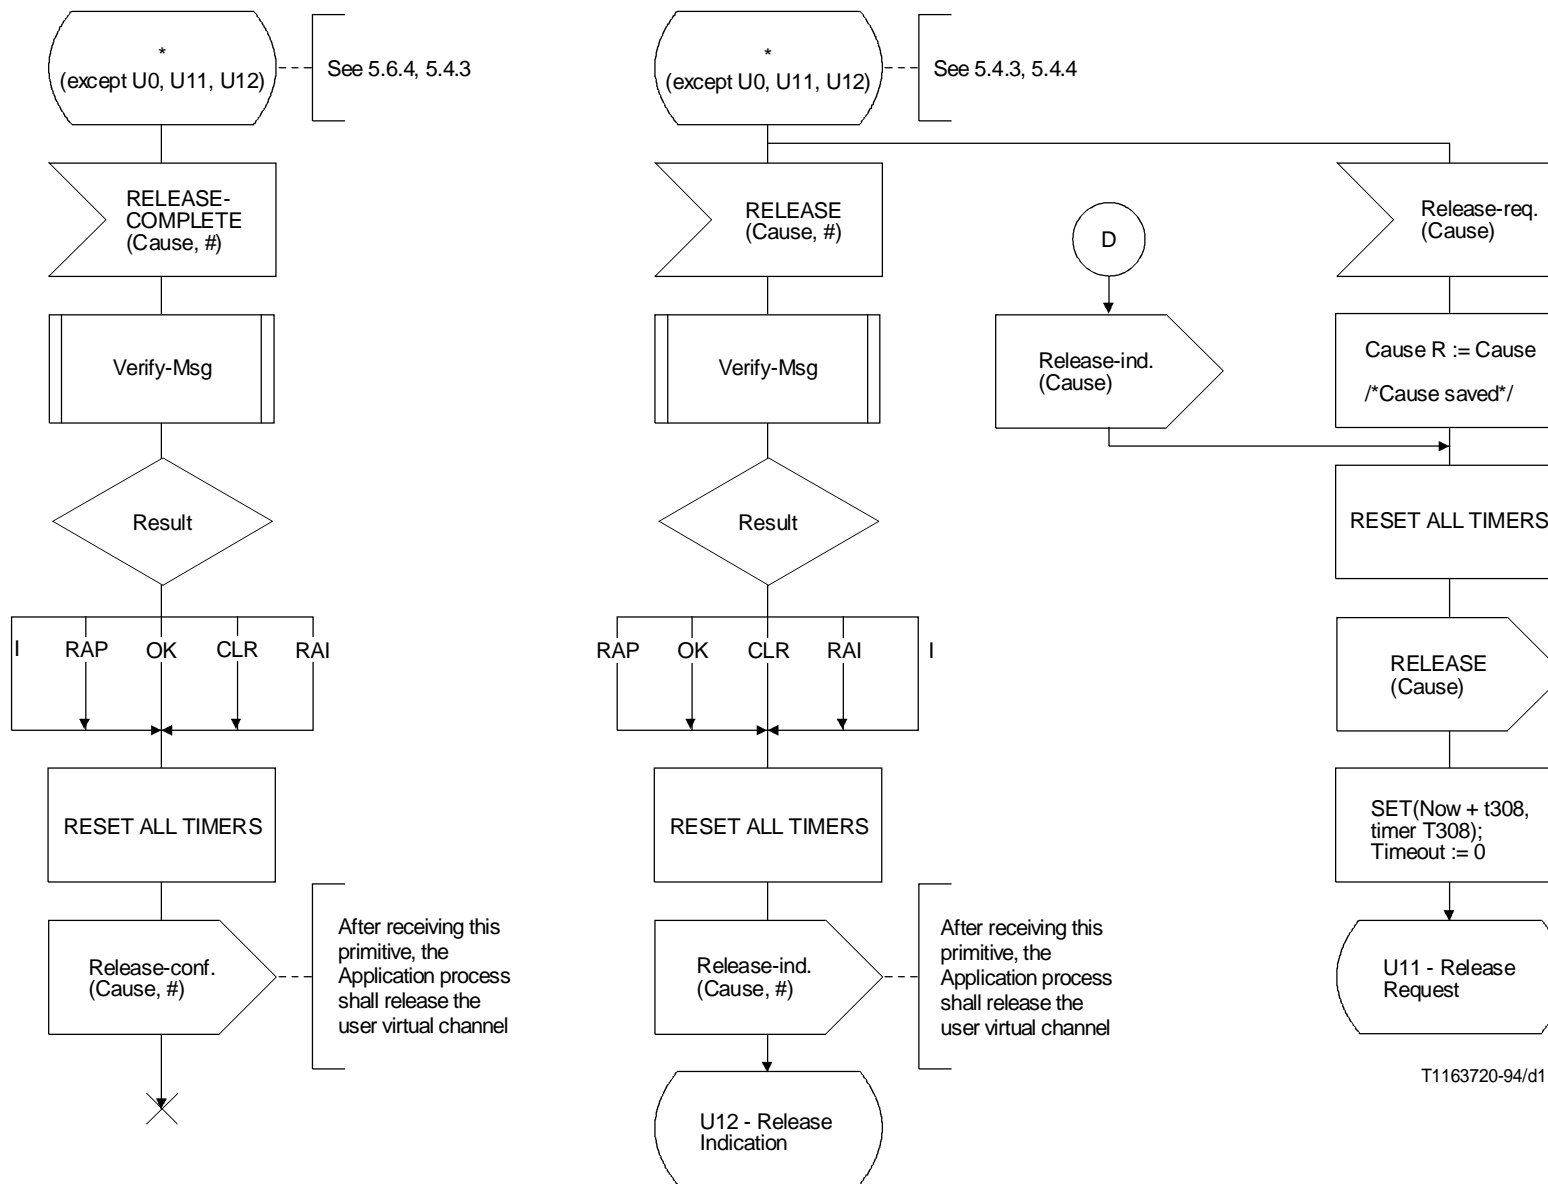 *
(except U0, U11, U12)
See 5.6.4, 5.4.3
RELEASE-
COMPLETE
(Cause, #)
Verify-Msg
Result
I
RAP
OK
CLR
RAI
RESET ALL TIMERS
Release-conf.
(Cause, #)
After receiving this
primitive, the
Application process
shall release the
user virtual channel
*
(except U0, U11, U12)
See 5.4.3, 5.4.4
RELEASE
(Cause, #)
Verify-Msg
Result
RAP
OK
CLR
RAI
I
RESET ALL TIMERS
Release-ind.
(Cause, #)
After receiving this
primitive, the
Application process
shall release the
user virtual channel
U12 - Release
Indication
D
Release-ind.
(Cause)
Release-req.
(Cause)
Cause R := Cause
/*Cause saved*/
RESET ALL TIMERS
RELEASE
(Cause)
SET(Now + t308,
timer T308);
Timeout := 0
U11 - Release
Request
T1163720-94/d1